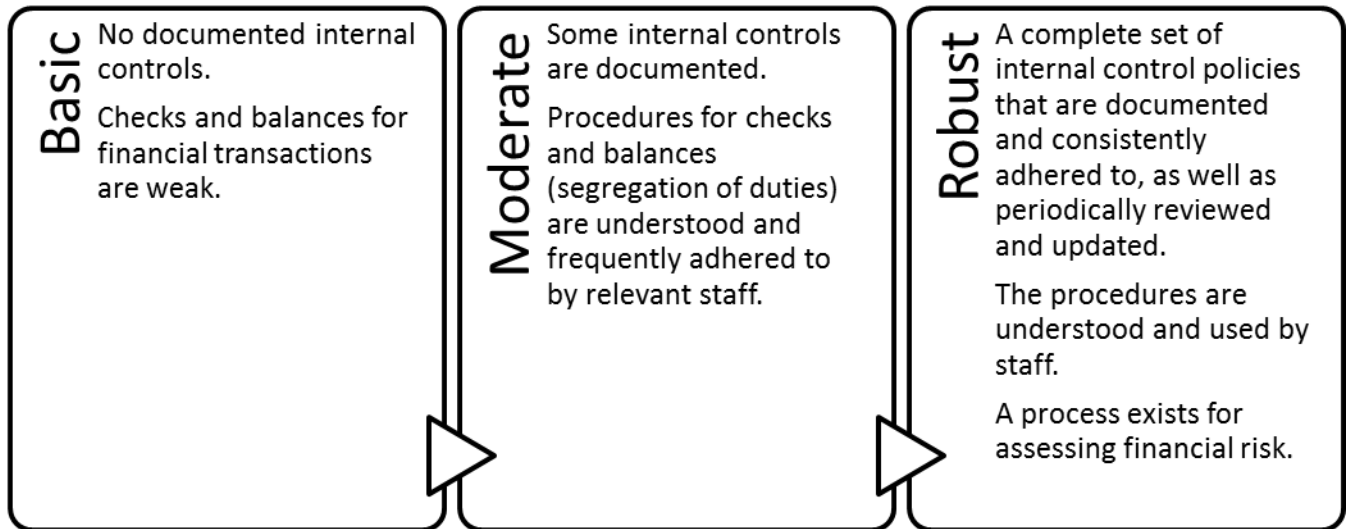 Basic
No documented internal
controls.
Checks and balances for
financial transactions
are weak.
Moderate
Some internal controls
are documented.
Procedures for checks
and balances
(segregation of duties)
are understood and
frequently adhered to
by relevant staff.
Robust
A complete set of
internal control policies
that are documented
and consistently
adhered to, as well as
periodically reviewed
and updated.
The procedures are
understood and used by
staff.
A process exists for
assessing financial risk.